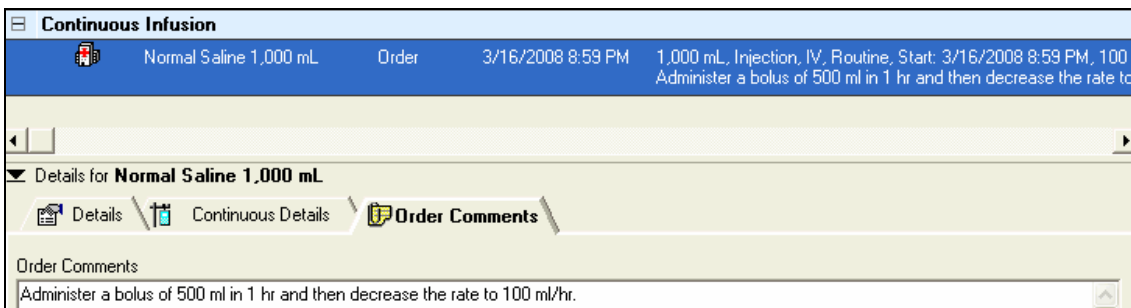 Continuous Infusion
Normal Saline 1,000 mL Order 3/16/2008 8:59 PM 1,000 mL, Injection, IV, Routine, Start: 3/16/2008 8:59 PM, 100
Administer a bolus of 500 ml in 1 hr and then decrease the rate to
Details for Normal Saline 1,000 mL
Details Continuous Details Order Comments
Order Comments
Administer a bolus of 500 ml in 1 hr and then decrease the rate to 100 ml/hr.